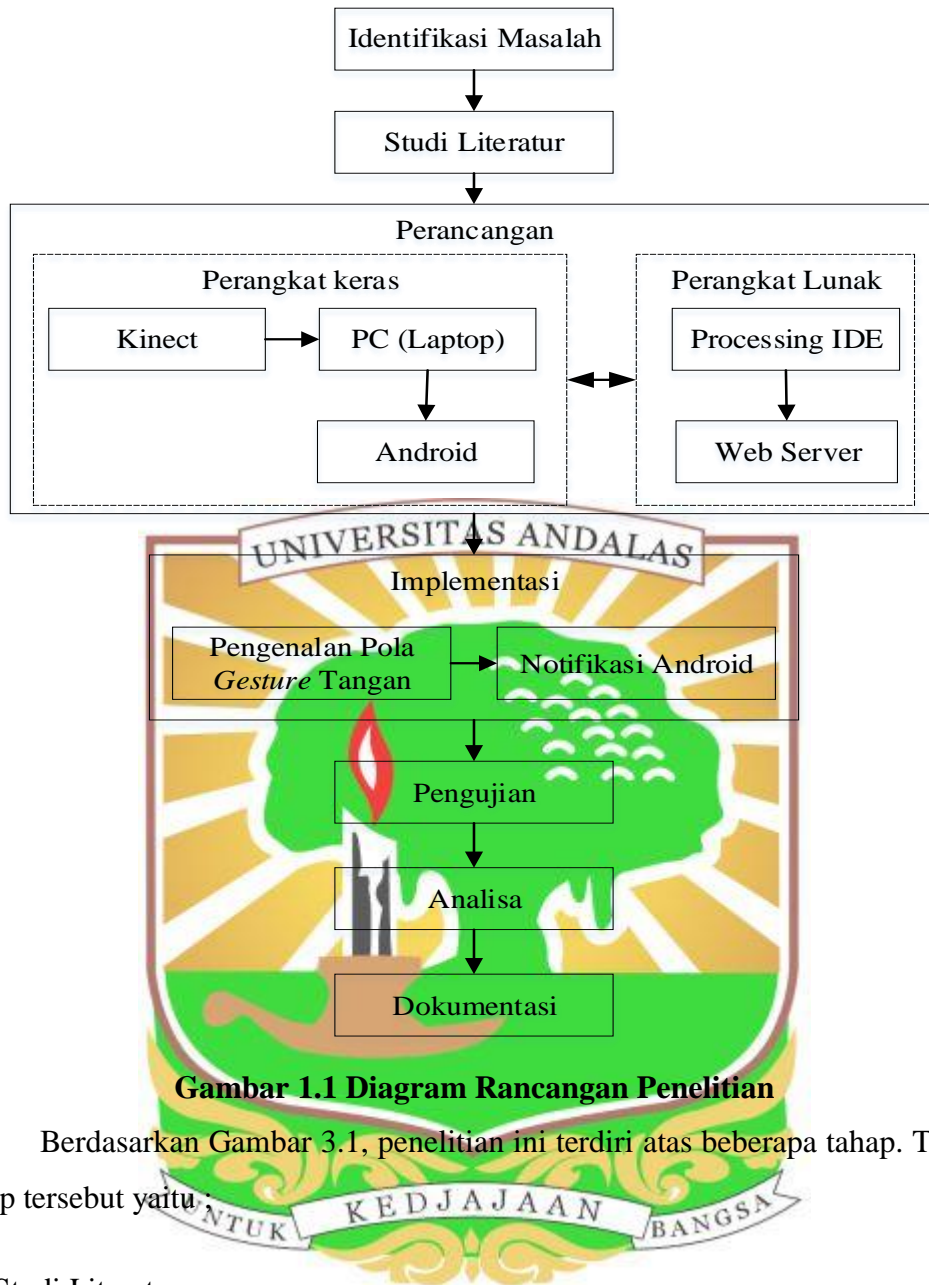 Identifikasi Masalah
Studi Literatur
Perancangan
Perangkat keras
Perangkat Lunak
Kinect
PC (Laptop)
Processing IDE
Android
Web Server
UNIVERSITAS ANDALAS
Implementasi
Pengenalan Pola
Gesture Tangan
Notifikasi Android
Pengujian
Analisa
Dokumentasi
Gambar 1.1 Diagram Rancangan Penelitian
Berdasarkan Gambar 3.1, penelitian ini terdiri atas beberapa tahap. T
p tersebut yaitu :
UNTUK KEDJAJAAN BANGSA